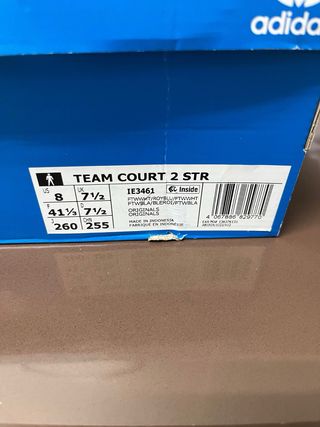 adidas
TEAM COURT 2 STR
US 8 UK 7½
F 41⅓ D 7½
J 260 CHN 255
IE3461 Inside
FTWWHT/ROYBLU/FTWWHT
FTWBLA/BLEROI/FTWBLA
ORIGINALS
ORIGINALS
MADE IN INDONESIA
FABRIQUE EN INDONESIE
4 067886 829770